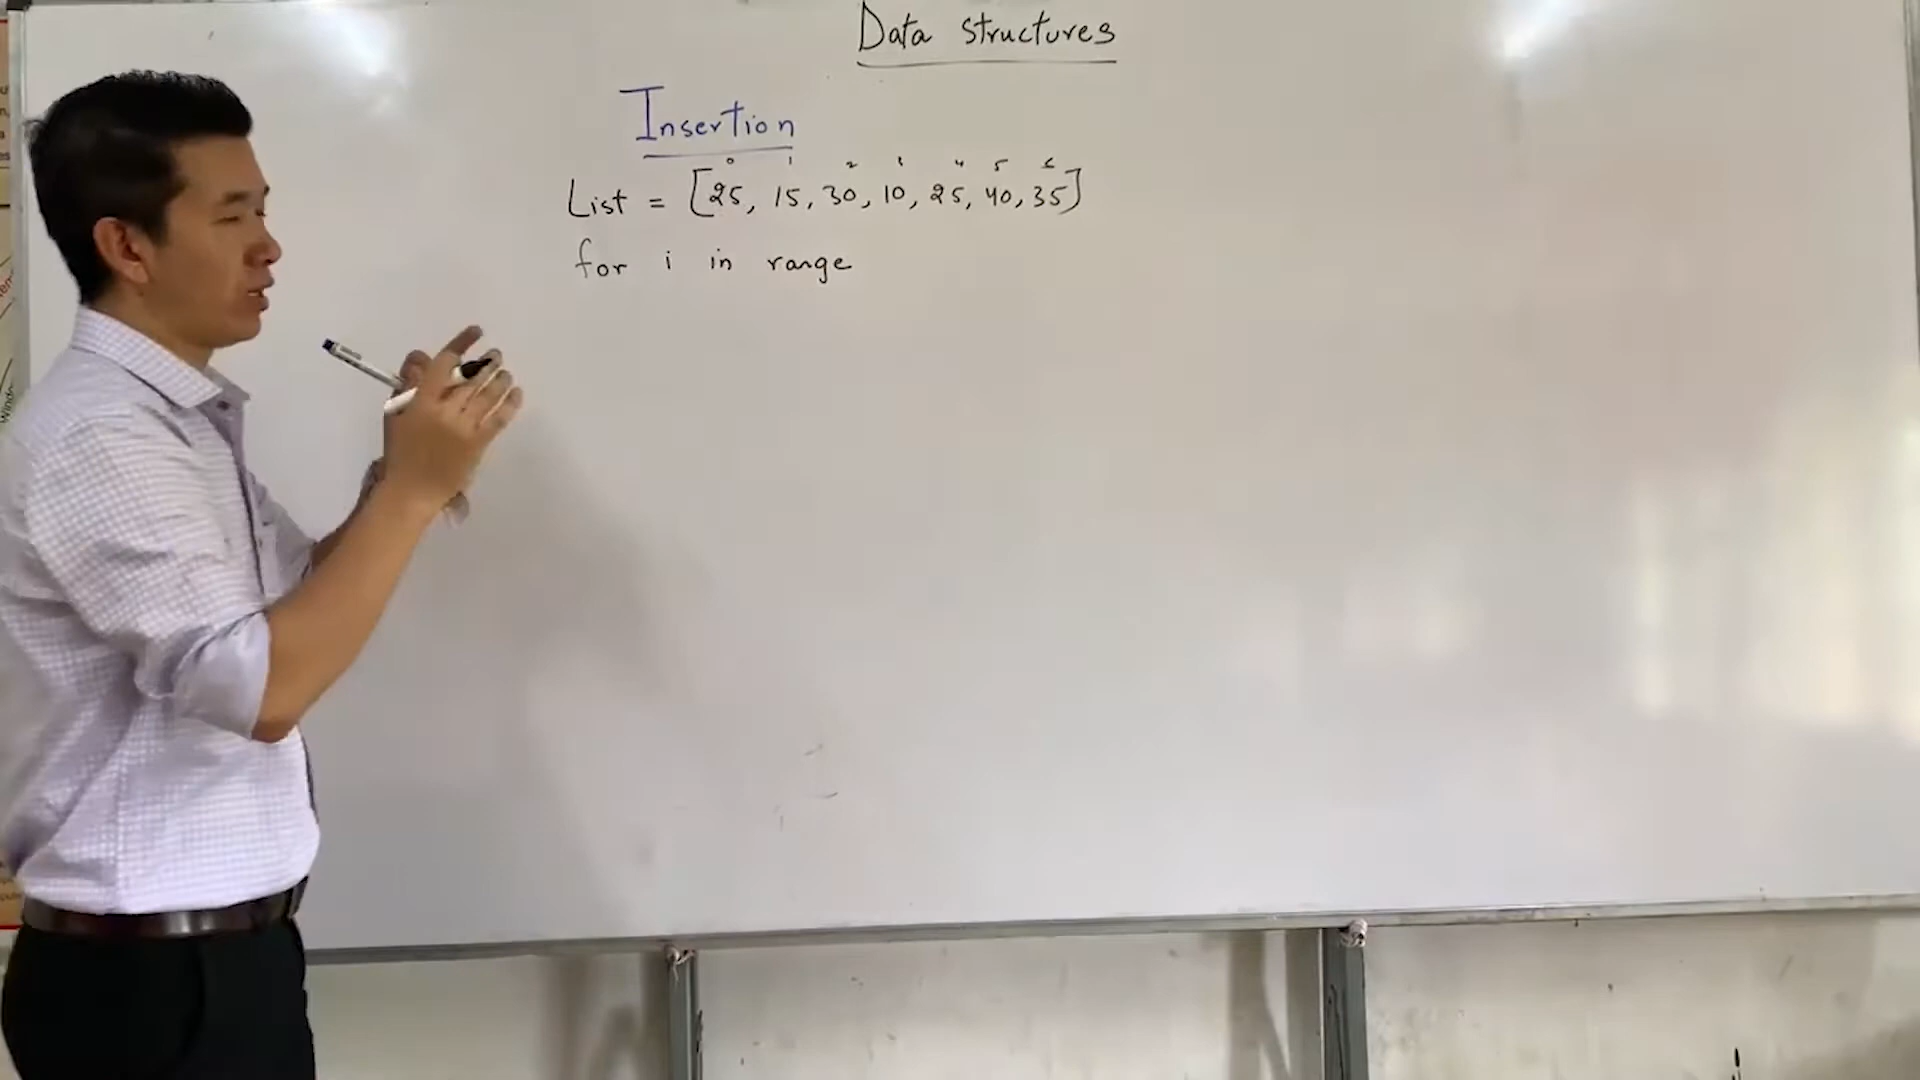 Data structures
Insertion
0 1 2 3 4 5 6
List = [25, 15, 30, 10, 25, 40, 35]
for i in range